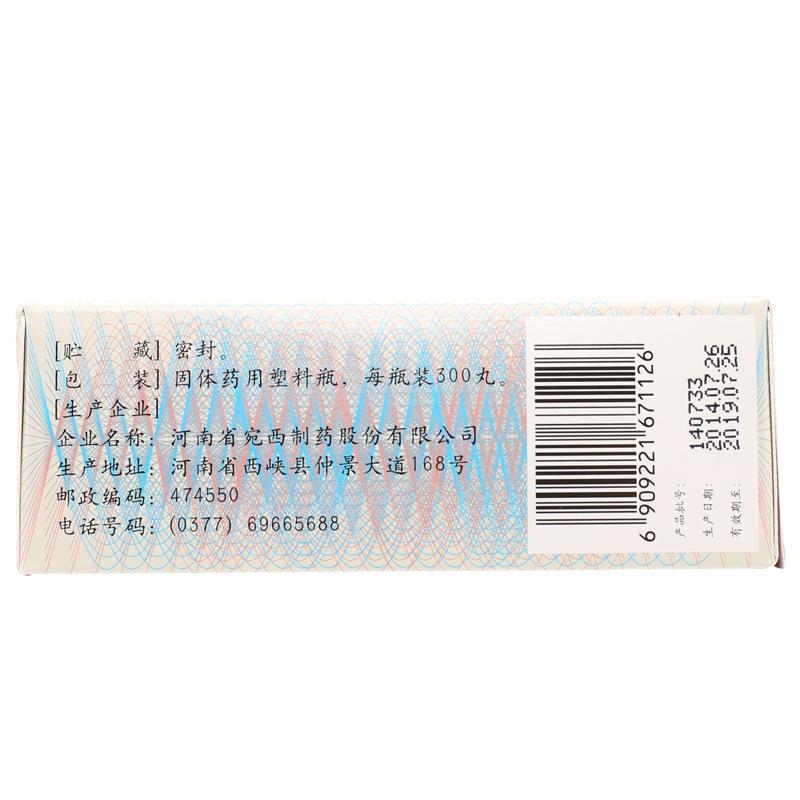 [贮 藏] 密封。
[包 装] 固体药用塑料瓶，每瓶装300丸。
[生产企业]
企业名称：河南省宛西制药股份有限公司
生产地址：河南省西峡县仲景大道168号
邮政编码：474550
电话号码：(0377) 69665688
6 909221 671126
产品批号： 140733
生产日期： 2014.07.26
有效期至： 2019.07.25